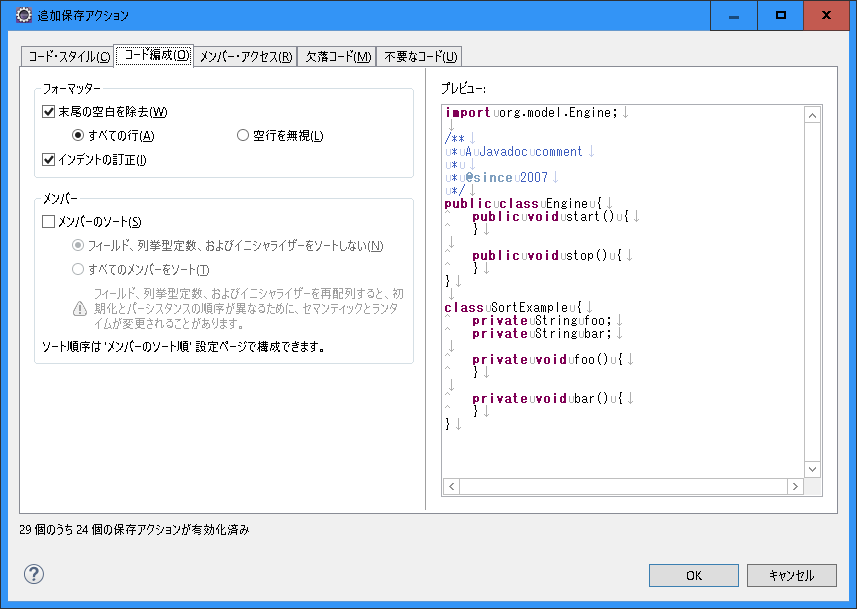 追加保存アクション
コード・スタイル(C) コード編成(O) メンバー・アクセス(R) 欠落コード(M) 不要なコード(U)
フォーマッター
末尾の空白を除去(W)
すべての行(A) 空行を無視(L)
インデントの訂正(I)
メンバー
メンバーのソート(S)
フィールド、列挙型定数、およびイニシャライザーをソートしない(N)
すべてのメンバーをソート(T)
フィールド、列挙型定数、およびイニシャライザーを再配列すると、初
期化とパーシスタンスの順序が異なるために、セマンティックとランタ
イムが変更されることがあります。
ソート順序は 'メンバーのソート順' 設定ページで構成できます。
プレビュー:
import org.model.Engine;↓
↓
/**↓
 * A Javadoc comment ↓
 * ↓
 * @since 2007 ↓
 */↓
public class Engine {↓
^   public void start() {↓
^   }↓
↓
^   public void stop() {↓
^   }↓
}↓
↓
class SortExample {↓
^   private String foo;↓
^   private String bar;↓
↓
^   private void foo() {↓
^   }↓
↓
^   private void bar() {↓
^   }↓
}↓
29 個のうち 24 個の保存アクションが有効化済み
?
OK キャンセル